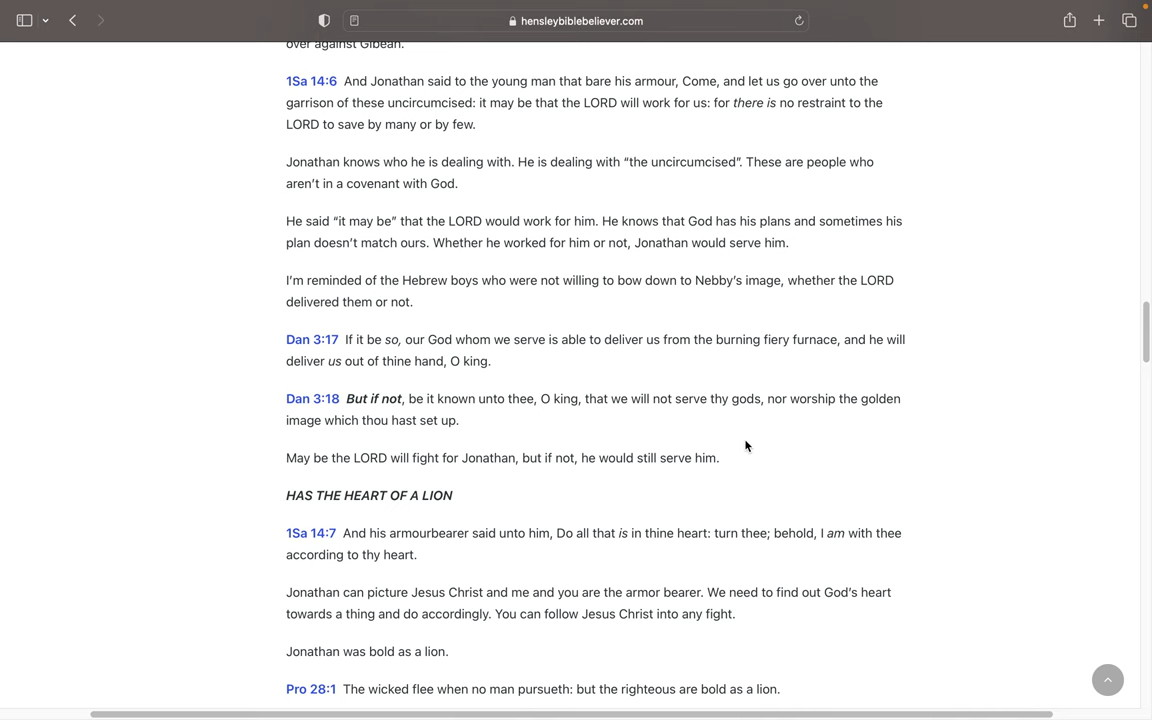 hensleybiblebeliever.com
over against Gibeah.
1Sa 14:6 And Jonathan said to the young man that bare his armour, Come, and let us go over unto the
garrison of these uncircumcised: it may be that the LORD will work for us: for there is no restraint to the
LORD to save by many or by few.
Jonathan knows who he is dealing with. He is dealing with “the uncircumcised”. These are people who
aren’t in a covenant with God.
He said “it may be” that the LORD would work for him. He knows that God has his plans and sometimes his
plan doesn’t match ours. Whether he worked for him or not, Jonathan would serve him.
I’m reminded of the Hebrew boys who were not willing to bow down to Nebby’s image, whether the LORD
delivered them or not.
Dan 3:17 If it be so, our God whom we serve is able to deliver us from the burning fiery furnace, and he will
deliver us out of thine hand, O king.
Dan 3:18 But if not, be it known unto thee, O king, that we will not serve thy gods, nor worship the golden
image which thou hast set up.
May be the LORD will fight for Jonathan, but if not, he would still serve him.
HAS THE HEART OF A LION
1Sa 14:7 And his armourbearer said unto him, Do all that is in thine heart: turn thee; behold, I am with thee
according to thy heart.
Jonathan can picture Jesus Christ and me and you are the armor bearer. We need to find out God’s heart
towards a thing and do accordingly. You can follow Jesus Christ into any fight.
Jonathan was bold as a lion.
Pro 28:1 The wicked flee when no man pursueth: but the righteous are bold as a lion.